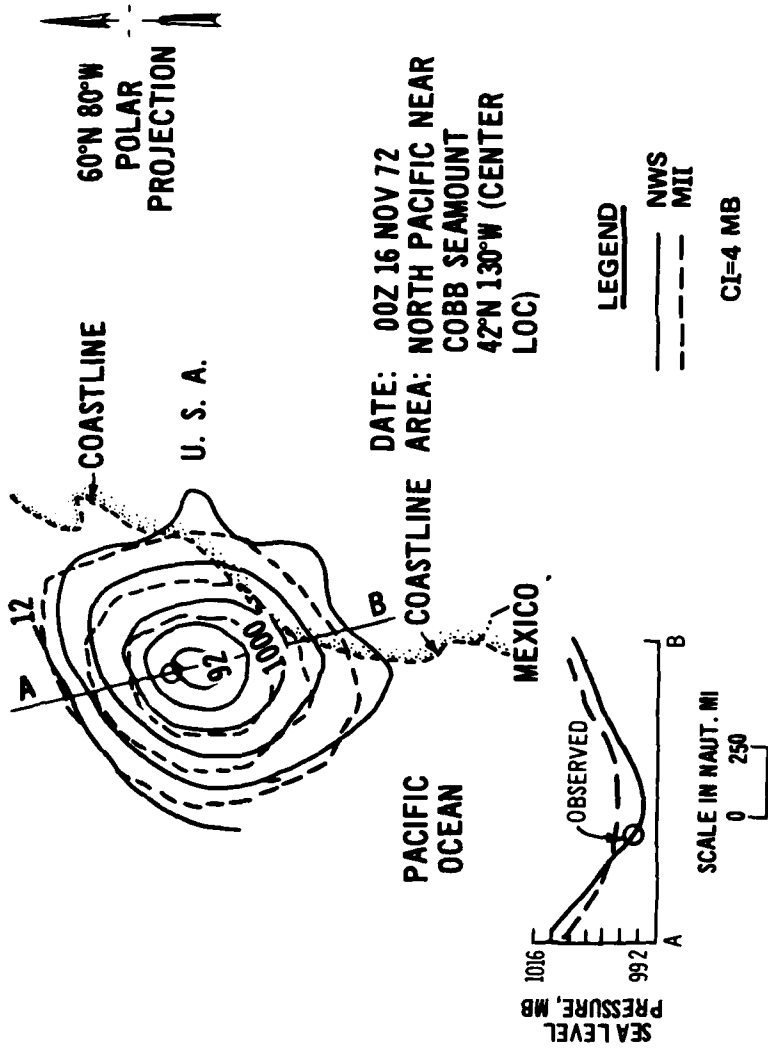 60°N 80°W
POLAR
PROJECTION
COASTLINE
U. S. A.
12
A
92
1000
B
DATE: 00Z 16 NOV 72
AREA: NORTH PACIFIC NEAR
COBB SEAMOUNT
42°N 130°W (CENTER
LOC)
COASTLINE
MEXICO
PACIFIC
OCEAN
LEGEND
NWS
MII
CI=4 MB
SEA LEVEL
PRESSURE, MB
1016
992
OBSERVED
A
B
SCALE IN NAUT. MI
0 250